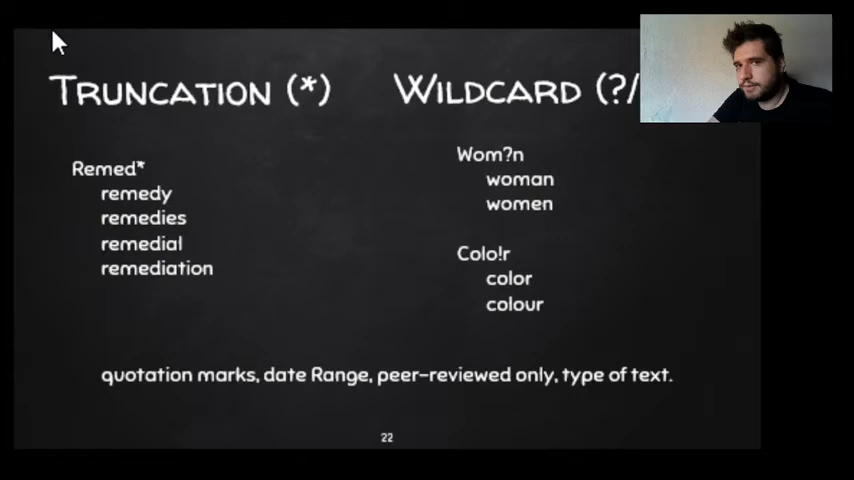 Truncation (*)
Wildcard (?/
Remed*
remedy
remedies
remedial
remediation
Wom?n
woman
women
Colo!r
color
colour
quotation marks, date Range, peer-reviewed only, type of text.
22